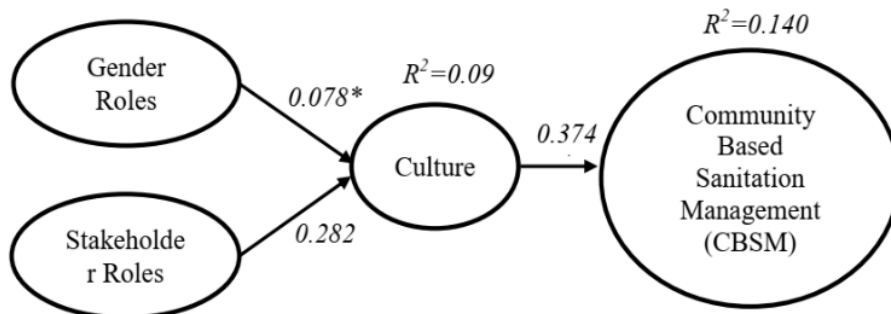 Gender
Roles
0.078*
R²=0.09
Culture
0.374
R²=0.140
Community
Based
Sanitation
Management
(CBSM)
Stakeholde
r Roles
0.282